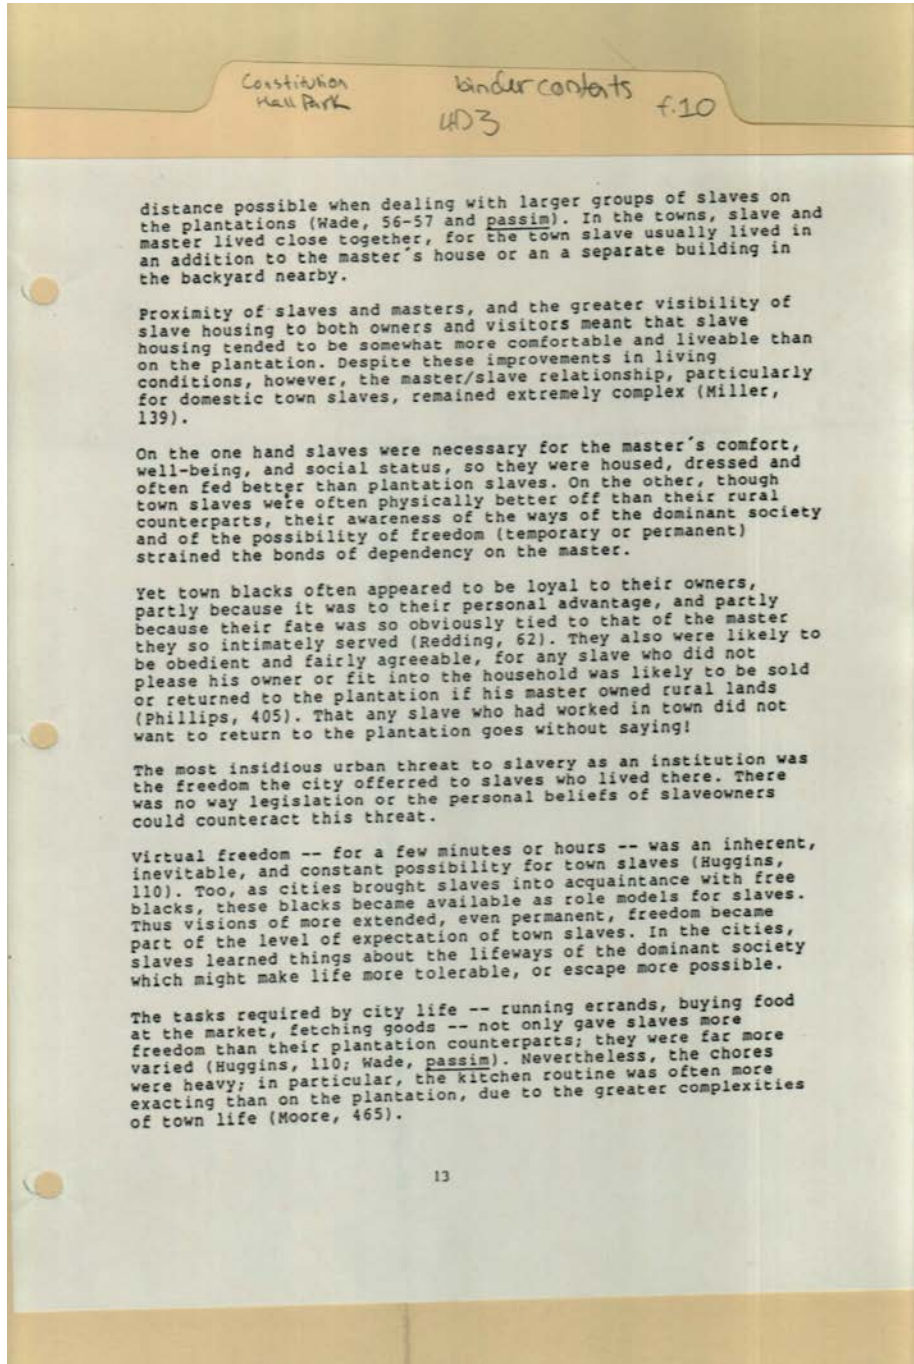 Constitution
Hall Park
binder contents
4D3
f.10
distance possible when dealing with larger groups of slaves on
the plantations (Wade, 56-57 and passim). In the towns, slave and
master lived close together, for the town slave usually lived in
an addition to the master's house or an a separate building in
the backyard nearby.
Proximity of slaves and masters, and the greater visibility of
slave housing to both owners and visitors meant that slave
housing tended to be somewhat more comfortable and liveable than
on the plantation. Despite these improvements in living
conditions, however, the master/slave relationship, particularly
for domestic town slaves, remained extremely complex (Miller,
139).
On the one hand slaves were necessary for the master's comfort,
well-being, and social status, so they were housed, dressed and
often fed better than plantation slaves. On the other, though
town slaves were often physically better off than their rural
counterparts, their awareness of the ways of the dominant society
and of the possibility of freedom (temporary or permanent)
strained the bonds of dependency on the master.
Yet town blacks often appeared to be loyal to their owners,
partly because it was to their personal advantage, and partly
because their fate was so obviously tied to that of the master
they so intimately served (Redding, 62). They also were likely to
be obedient and fairly agreeable, for any slave who did not
please his owner or fit into the household was likely to be sold
or returned to the plantation if his master owned rural lands
(Phillips, 405). That any slave who had worked in town did not
want to return to the plantation goes without saying!
The most insidious urban threat to slavery as an institution was
the freedom the city offerred to slaves who lived there. There
was no way legislation or the personal beliefs of slaveowners
could counteract this threat.
Virtual freedom -- for a few minutes or hours -- was an inherent,
inevitable, and constant possibility for town slaves (Huggins,
110). Too, as cities brought slaves into acquaintance with free
blacks, these blacks became available as role models for slaves.
Thus visions of more extended, even permanent, freedom became
part of the level of expectation of town slaves. In the cities,
slaves learned things about the lifeways of the dominant society
which might make life more tolerable, or escape more possible.
The tasks required by city life -- running errands, buying food
at the market, fetching goods -- not only gave slaves more
freedom than their plantation counterparts; they were far more
varied (Huggins, 110; Wade, passim). Nevertheless, the chores
were heavy; in particular, the kitchen routine was often more
exacting than on the plantation, due to the greater complexities
of town life (Moore, 465).
13